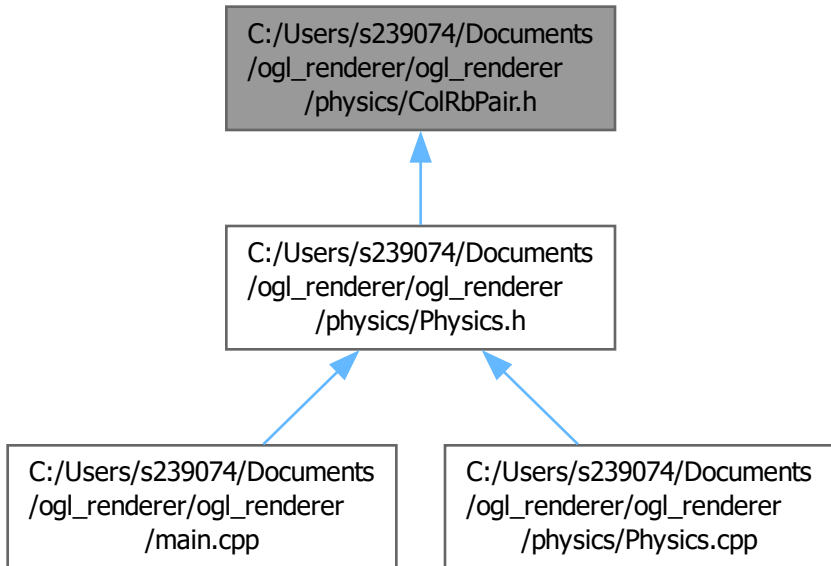 C:/Users/s239074/Documents
/ogl_renderer/ogl_renderer
/physics/ColRbPair.h
C:/Users/s239074/Documents
/ogl_renderer/ogl_renderer
/physics/Physics.h
C:/Users/s239074/Documents
/ogl_renderer/ogl_renderer
/main.cpp
C:/Users/s239074/Documents
/ogl_renderer/ogl_renderer
/physics/Physics.cpp